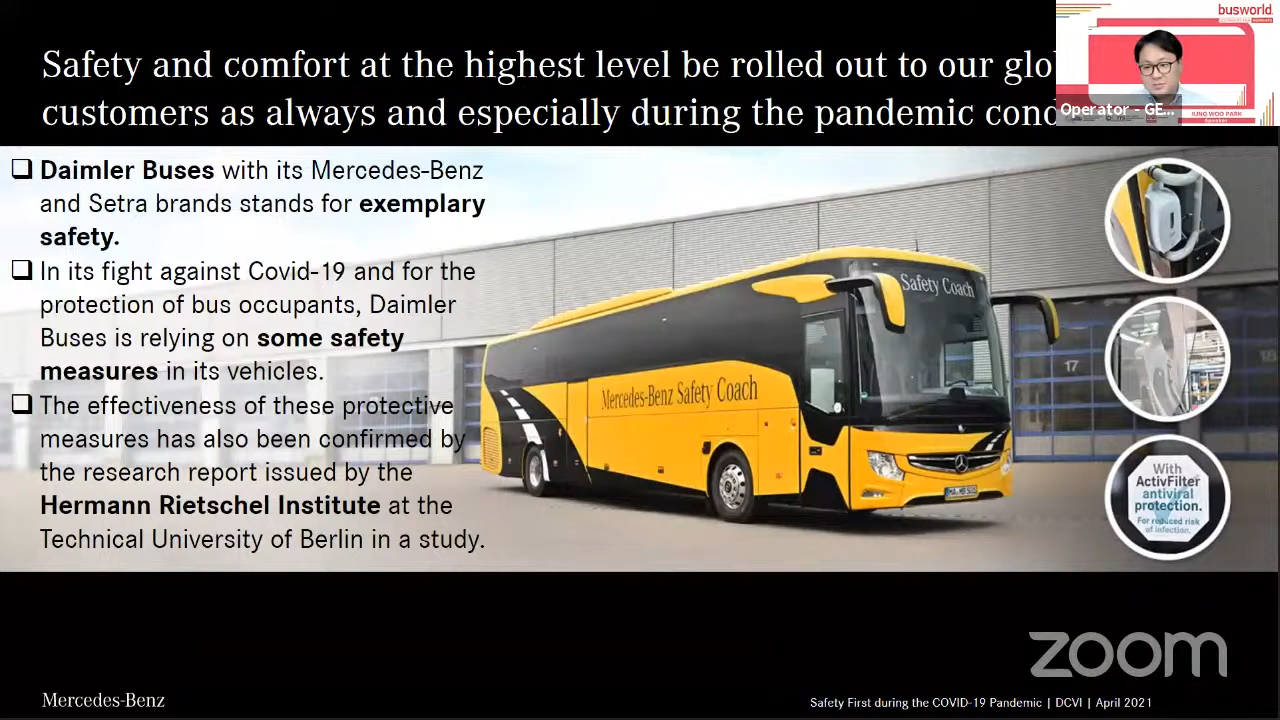 Safety and comfort at the highest level be rolled out to our glo
customers as always and especially during the pandemic cond
busworld.
Operator - GE...
JUNG WOO PARK
Speaker
Daimler Buses with its Mercedes-Benz
and Setra brands stands for exemplary
safety.
In its fight against Covid-19 and for the
protection of bus occupants, Daimler
Buses is relying on some safety
measures in its vehicles.
The effectiveness of these protective
measures has also been confirmed by
the research report issued by the
Hermann Rietschel Institute at the
Technical University of Berlin in a study.
Safety Coach
Mercedes-Benz Safety Coach
17
18
With
ActivFilter
antiviral
protection.
For reduced risk
of infection.
zoom
Mercedes-Benz
Safety First during the COVID-19 Pandemic | DCVI | April 2021